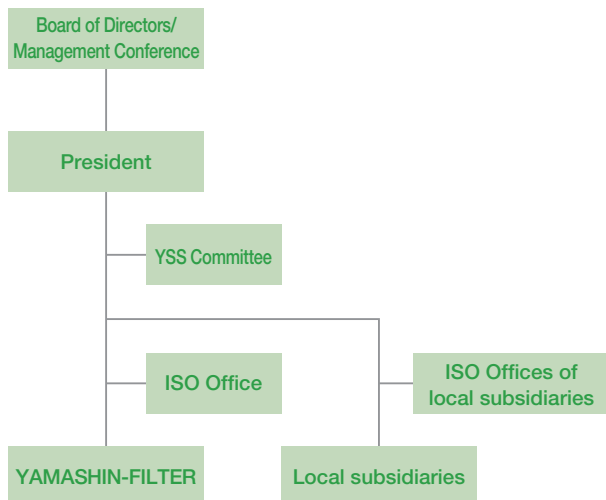 Board of Directors/
Management Conference
President
YSS Committee
ISO Office
ISO Offices of
local subsidiaries
YAMASHIN-FILTER
Local subsidiaries